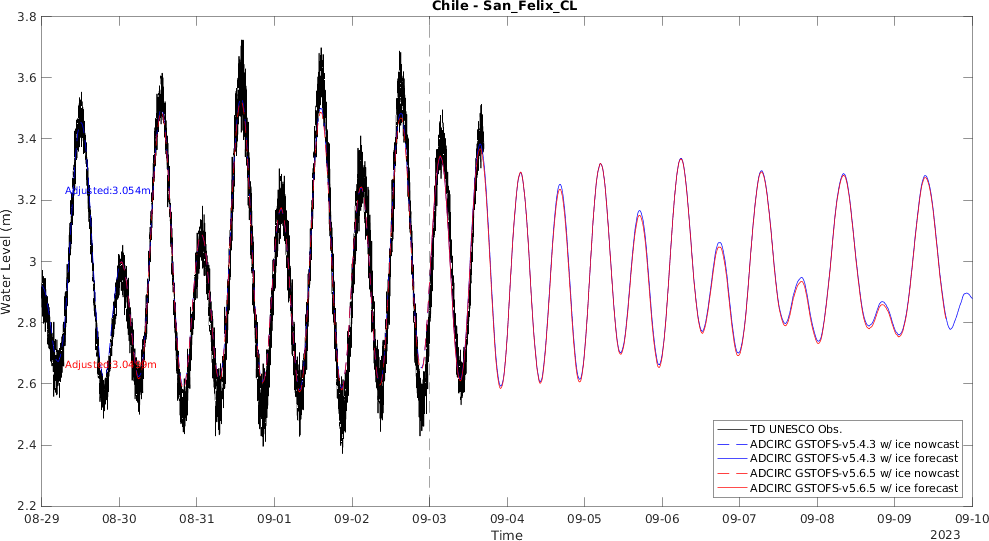 Chile - San_Felix_CL
Water Level (m)
3.8
3.6
3.4
3.2
3
2.8
2.6
2.4
2.2
Adjusted:3.054m
TD UNESCO Obs.
ADCIRC GSTOFS-v5.4.3 w/ ice nowcast
ADCIRC GSTOFS-v5.4.3 w/ ice forecast
ADCIRC GSTOFS-v5.6.5 w/ ice nowcast
ADCIRC GSTOFS-v5.6.5 w/ ice forecast
08-29 08-30 08-31 09-01 09-02 09-03 09-04 09-05 09-06 09-07 09-08 09-09 09-10
Time
2023